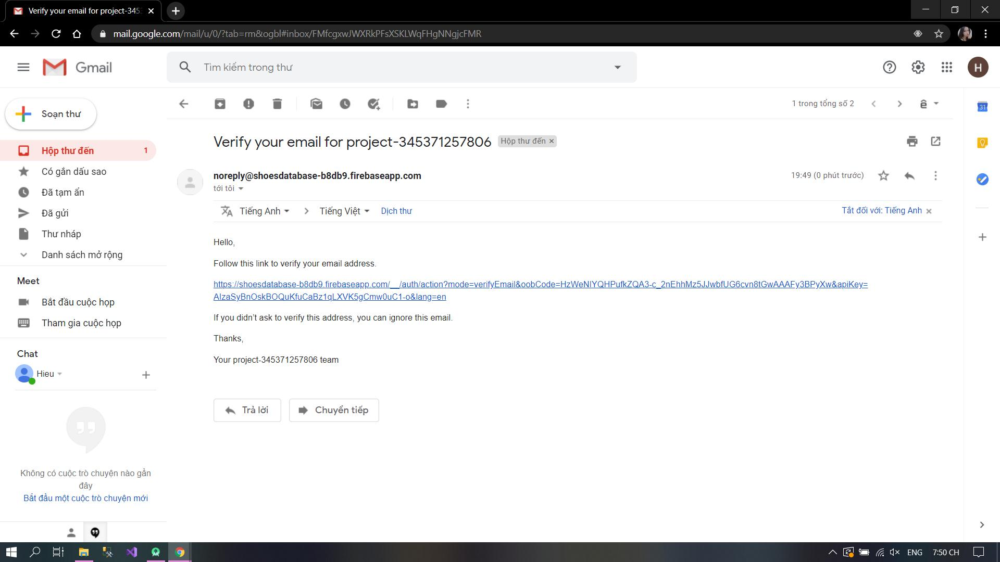 Verify your email for project-3453
mail.google.com/mail/u/0/?tab=rm&ogbl#inbox/FMfcgxwJWXRkPFsXSKLWqFHgNNgjcFMR
Gmail
Tìm kiếm trong thư
H
Soạn thư
1 trong tổng số 2
ê
31
Hộp thư đến 1
Có gắn dấu sao
Đã tạm ẩn
Đã gửi
Thư nháp
Danh sách mở rộng
Meet
Bắt đầu cuộc họp
Tham gia cuộc họp
Chat
Hieu
Không có cuộc trò chuyện nào gần
đây
Bắt đầu một cuộc trò chuyện mới
Verify your email for project-345371257806 Hộp thư đến
noreply@shoesdatabase-b8db9.firebaseapp.com 19:49 (0 phút trước)
tới tôi
Tiếng Anh > Tiếng Việt Dịch thư Tắt đối với: Tiếng Anh
Hello,
Follow this link to verify your email address.
https://shoesdatabase-b8db9.firebaseapp.com/__/auth/action?mode=verifyEmail&oobCode=HzWeNlYQHPufkZQA3-c_2nEhhMz5JJwbfUG6cvn8tGwAAAFy3BPyXw&apiKey=
AIzaSyBnOskBOQuKfuCaBz1qLXVK5gCmw0uC1-o&lang=en
If you didn’t ask to verify this address, you can ignore this email.
Thanks,
Your project-345371257806 team
Trả lời
Chuyển tiếp
ENG 7:50 CH